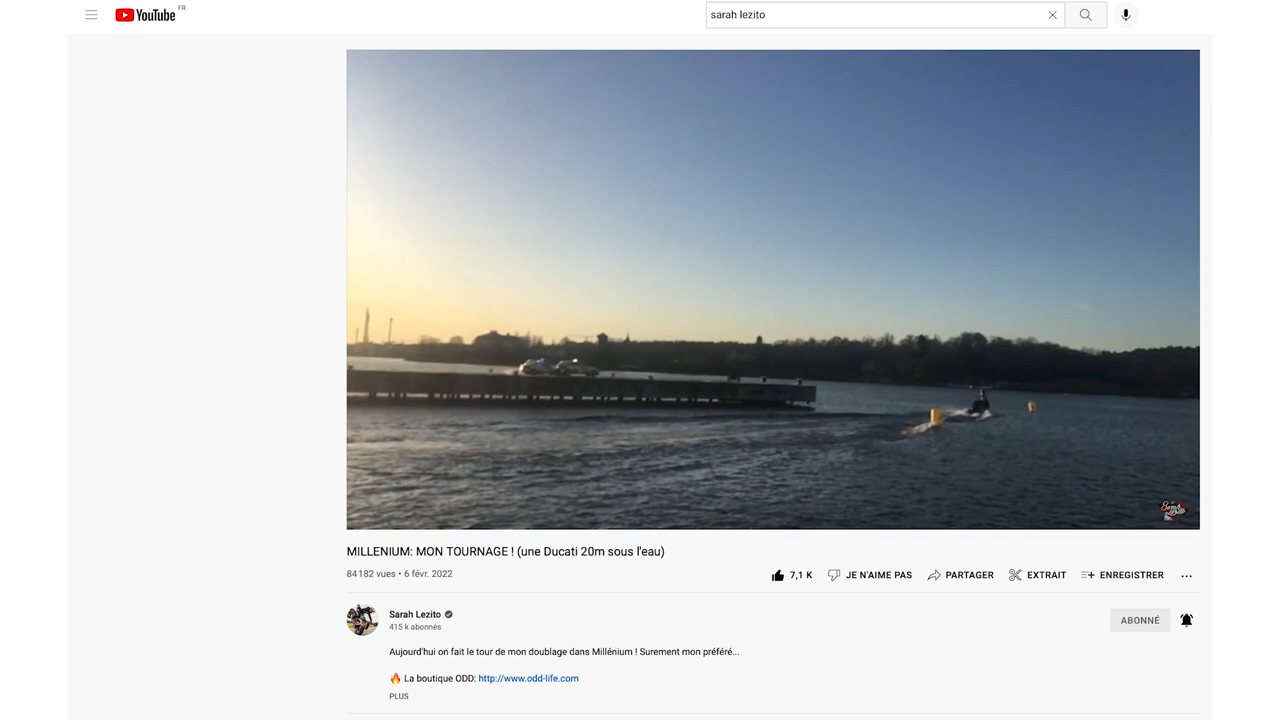 YouTube FR
sarah lezito
MILLENIUM: MON TOURNAGE ! (une Ducati 20m sous l'eau)
84 182 vues • 6 févr. 2022
7,1 K JE N'AIME PAS PARTAGER EXTRAIT ENREGISTRER
Sarah Lezito
415 k abonnés
ABONNÉ
Aujourd'hui on fait le tour de mon doublage dans Millénium ! Surement mon préféré...
🔥 La boutique ODD: http://www.odd-life.com
PLUS